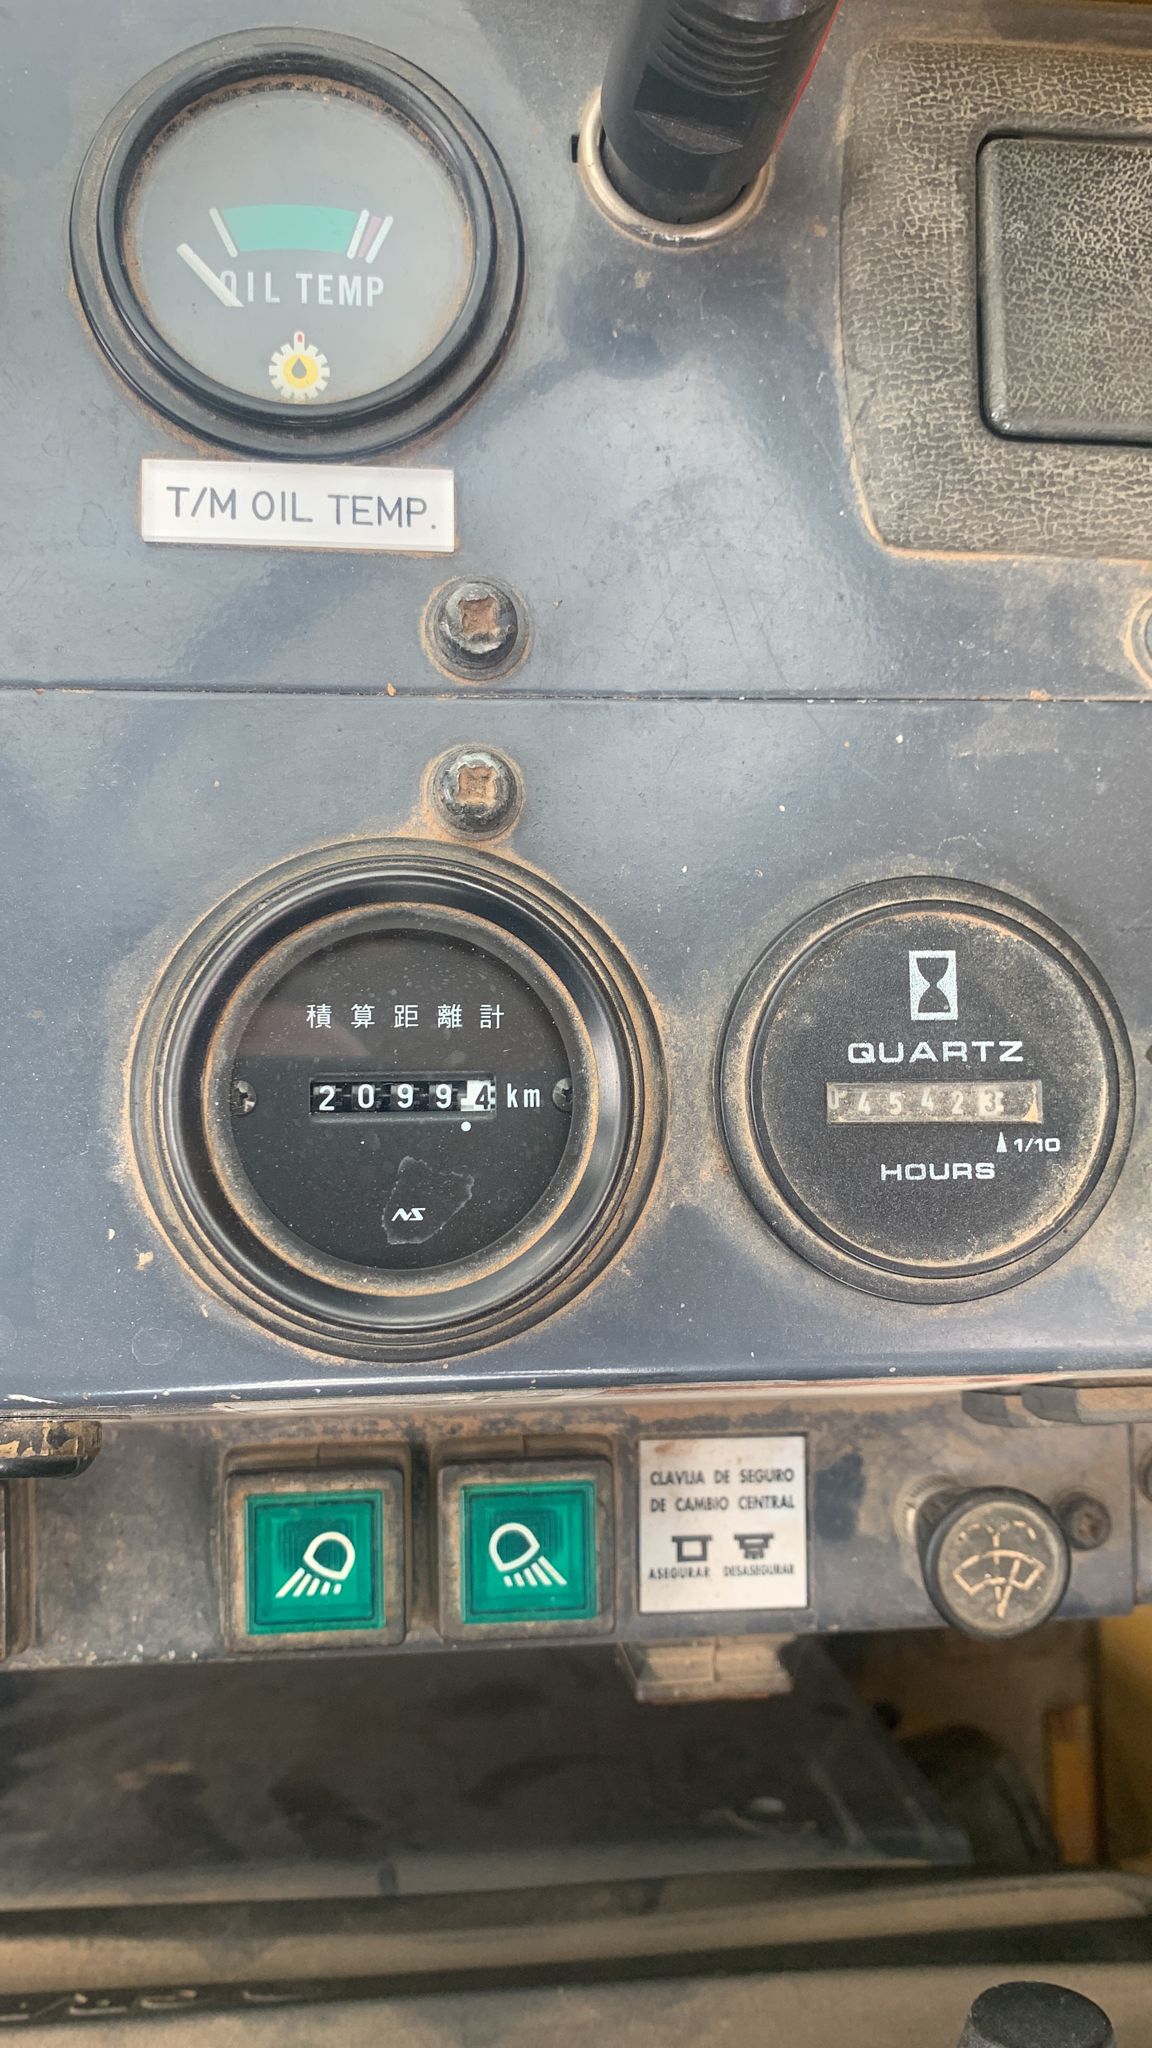 OIL TEMP
T/M OIL TEMP.
積算距離計
20994 km
NS
QUARTZ
045423
1/10
HOURS
CLAVIJA DE SEGURO
DE CAMBIO CENTRAL
ASEGURAR DESASEGURAR